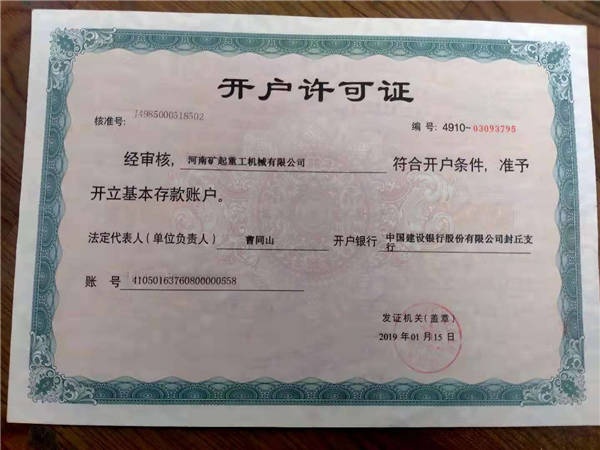 开户许可证
核准号: J4985000518502
编号: 4910-03093795
经审核, 河南矿起重工机械有限公司 符合开户条件, 准予
开立基本存款账户。
法定代表人(单位负责人) 曹同山 开户银行 中国建设银行股份有限公司封丘支
行
账 号 41050163760800000558
发证机关(盖章)
2019 年 01 月 15 日